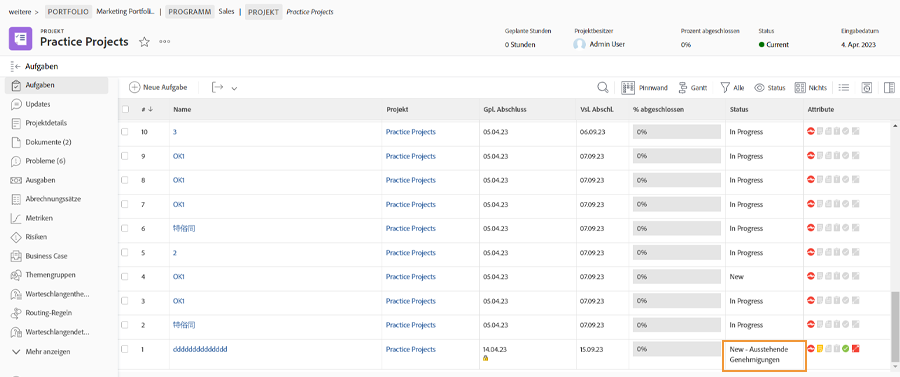 weitere > PORTFOLIO Marketing Portfoli... | PROGRAMM Sales | PROJEKT Practice Projects
PROJEKT
Practice Projects
Geplante Stunden
0 Stunden
Projektbesitzer
Admin User
Prozent abgeschlossen
0%
Status
Current
Eingabedatum
4. Apr. 2023
Aufgaben
Aufgaben
Updates
Projektdetails
Dokumente (2)
Probleme (6)
Ausgaben
Abrechnungssätze
Metriken
Risiken
Business Case
Themengruppen
Warteschlangenthe...
Routing-Regeln
Warteschlangendet...
Mehr anzeigen
Neue Aufgabe
Pinnwand Gantt Alle Status Nichts
# Name Projekt Gpl. Abschluss Vsl. Abschl. % abgeschlossen Status Attribute
10 3 Practice Projects 05.04.23 06.09.23 0% In Progress
9 OK1 Practice Projects 05.04.23 07.09.23 0% In Progress
8 OK1 Practice Projects 05.04.23 07.09.23 0% In Progress
7 OK1 Practice Projects 05.04.23 07.09.23 0% In Progress
6 Practice Projects 05.04.23 07.09.23 0% In Progress
5 2 Practice Projects 05.04.23 07.09.23 0% In Progress
4 OK1 Practice Projects 05.04.23 07.09.23 0% New
3 OK1 Practice Projects 05.04.23 07.09.23 0% In Progress
2 Practice Projects 05.04.23 07.09.23 0% In Progress
1 dddddddddddddd Practice Projects 14.04.23 15.09.23 0% New - Ausstehende
Genehmigungen